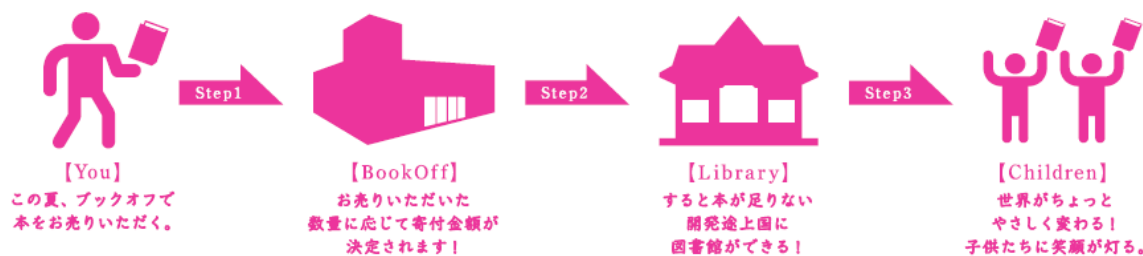 Step1
Step2
Step3
【You】
この夏、ブックオフで
本をお売りいただく。
【BookOff】
お売りいただいた
数量に応じて寄付金額が
決定されます！
【Library】
すると本が足りない
開発途上国に
図書館ができる！
【Children】
世界がちょっと
やさしく変わる！
子供たちに笑顔が灯る。